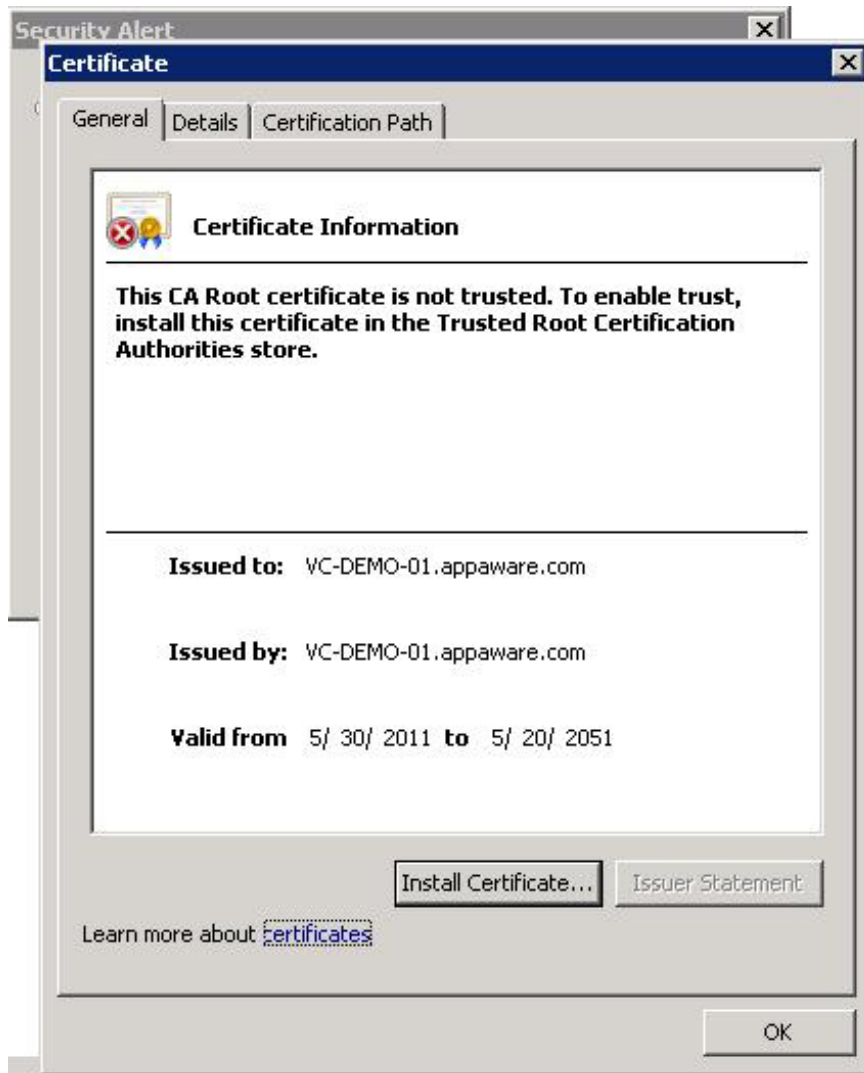 Security Alert
Certificate
General Details Certification Path
Certificate Information
This CA Root certificate is not trusted. To enable trust,
install this certificate in the Trusted Root Certification
Authorities store.
Issued to: VC-DEMO-01.appaware.com
Issued by: VC-DEMO-01.appaware.com
Valid from 5/ 30/ 2011 to 5/ 20/ 2051
Install Certificate... Issuer Statement
Learn more about certificates
OK